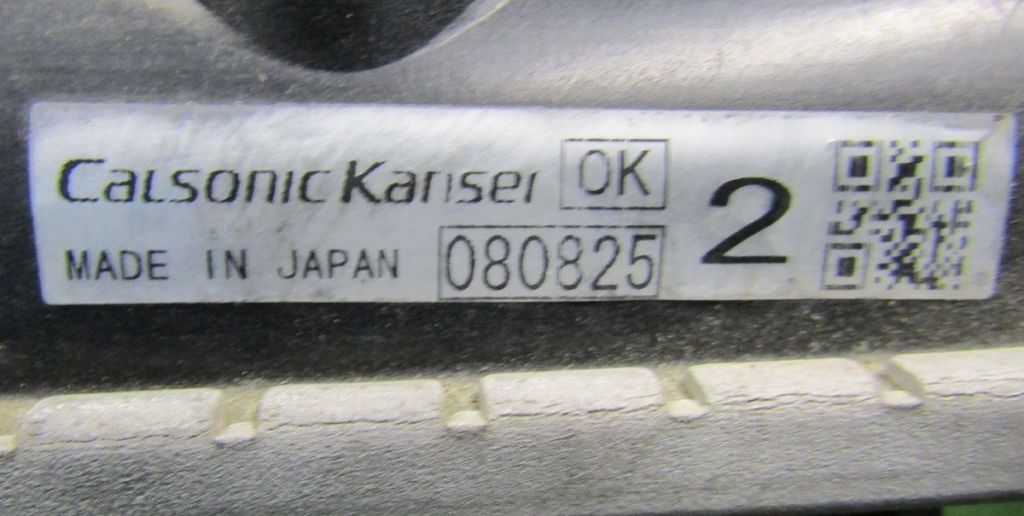 CalsonicKansei OK
MADE IN JAPAN 080825 2